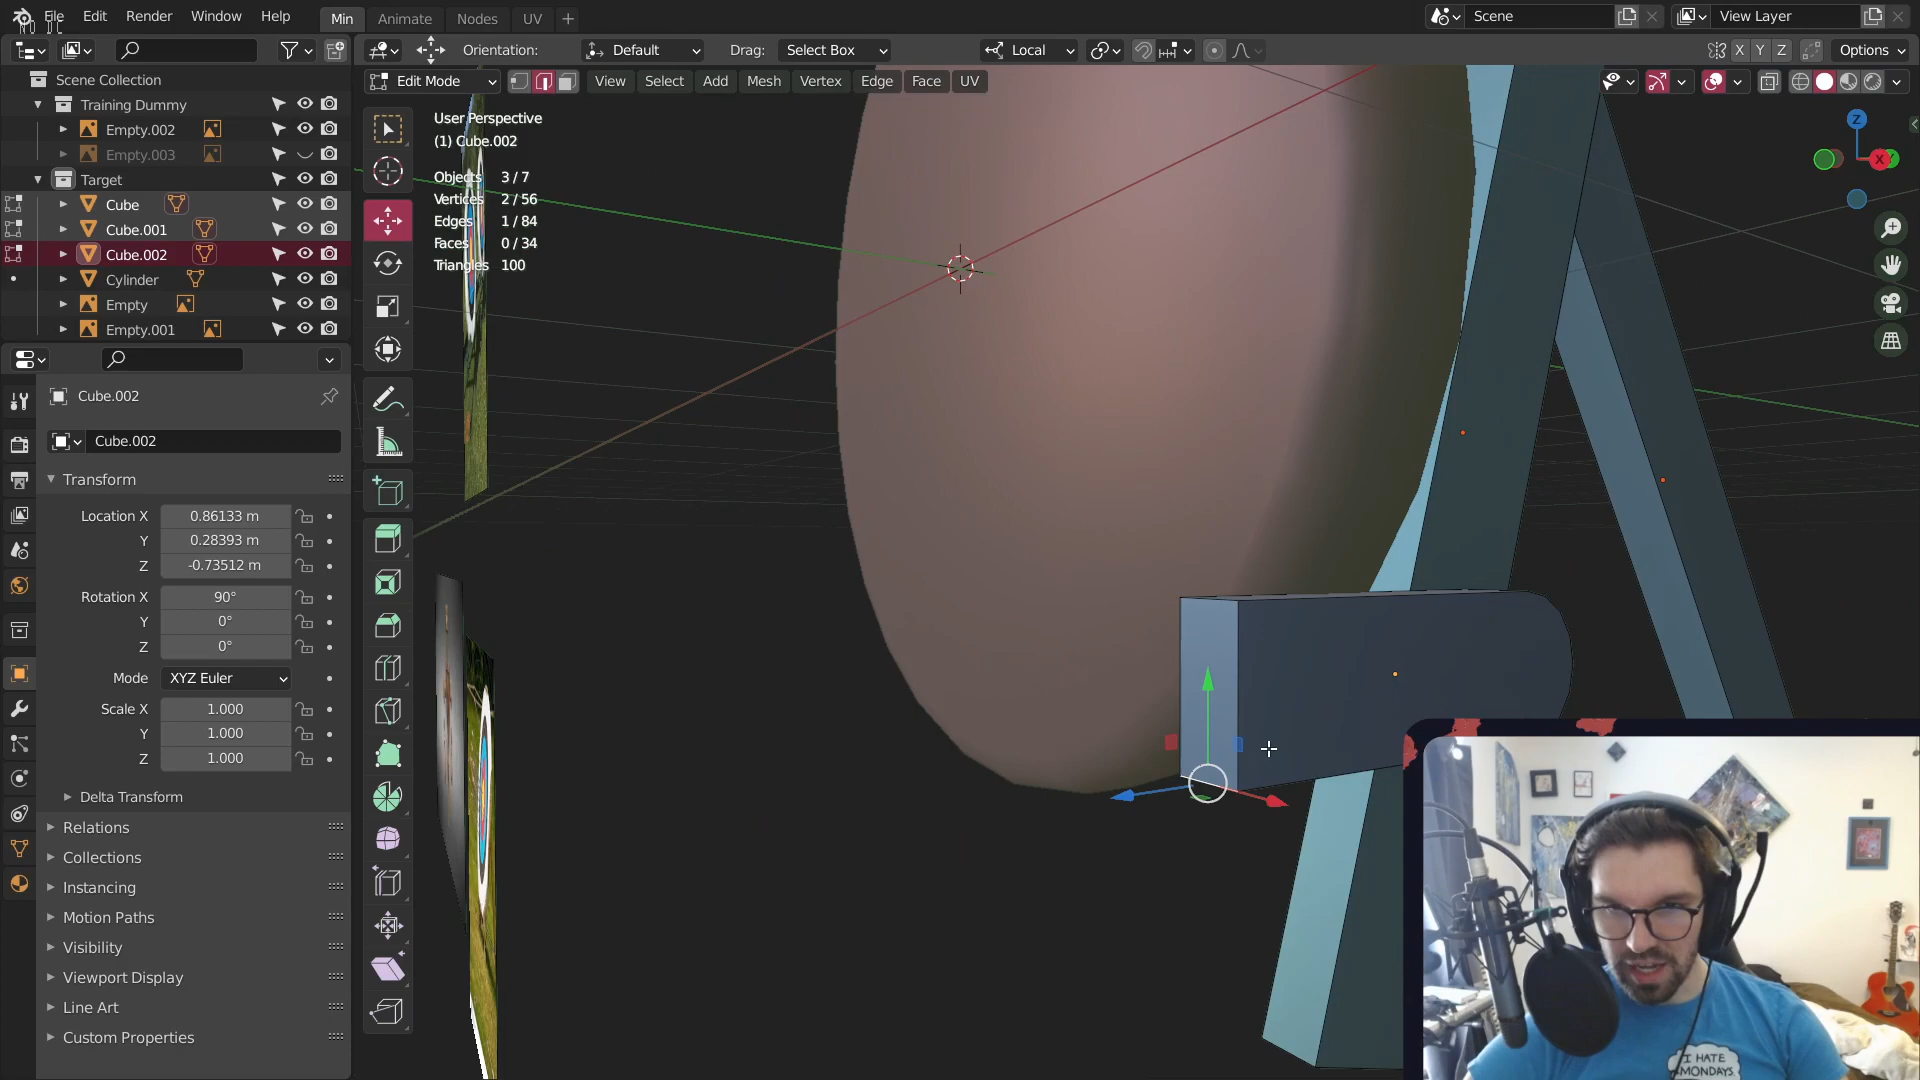 File Edit Render Window Help Min Animate Nodes UV + Scene View Layer
Orientation: Default Drag: Select Box Local X Y Z Options
Edit Mode View Select Add Mesh Vertex Edge Face UV
Scene Collection
Training Dummy
Empty.002
Empty.003
Target
Cube
Cube.001
Cube.002
Cylinder
Empty
Empty.001
User Perspective
(1) Cube.002
Objects 3 / 7
Vertices 2 / 56
Edges 1 / 84
Faces 0 / 34
Triangles 100
Z
X
Cube.002
Cube.002
Transform
Location X 0.86133 m
Y 0.28393 m
Z -0.73512 m
Rotation X 90°
Y 0°
Z 0°
Mode XYZ Euler
Scale X 1.000
Y 1.000
Z 1.000
Delta Transform
Relations
Collections
Instancing
Motion Paths
Visibility
Viewport Display
Line Art
Custom Properties
I HATE
MONDAYS